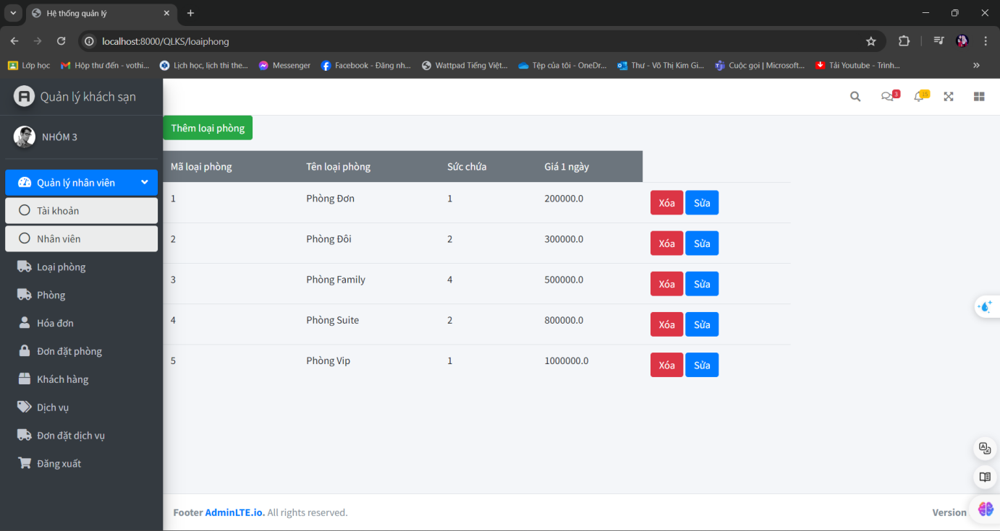 Hệ thống quản lý
localhost:8000/QLKS/loaiphong
Lớp học Hộp thư đến - vothi... Lịch học, lịch thi the... Messenger Facebook - Đăng nh... Wattpad Tiếng Việt... Tệp của tôi - OneDr... Thư - Võ Thị Kim Gi... Cuộc gọi | Microsoft... Tải Youtube - Trình...
Quản lý khách sạn
3 15
NHÓM 3
Quản lý nhân viên
Tài khoản
Nhân viên
Loại phòng
Phòng
Hóa đơn
Đơn đặt phòng
Khách hàng
Dịch vụ
Đơn đặt dịch vụ
Đăng xuất
Thêm loại phòng
Mã loại phòng Tên loại phòng Sức chứa Giá 1 ngày
1 Phòng Đơn 1 200000.0 Xóa Sửa
2 Phòng Đôi 2 300000.0 Xóa Sửa
3 Phòng Family 4 500000.0 Xóa Sửa
4 Phòng Suite 2 800000.0 Xóa Sửa
5 Phòng Vip 1 1000000.0 Xóa Sửa
Footer AdminLTE.io. All rights reserved. Version